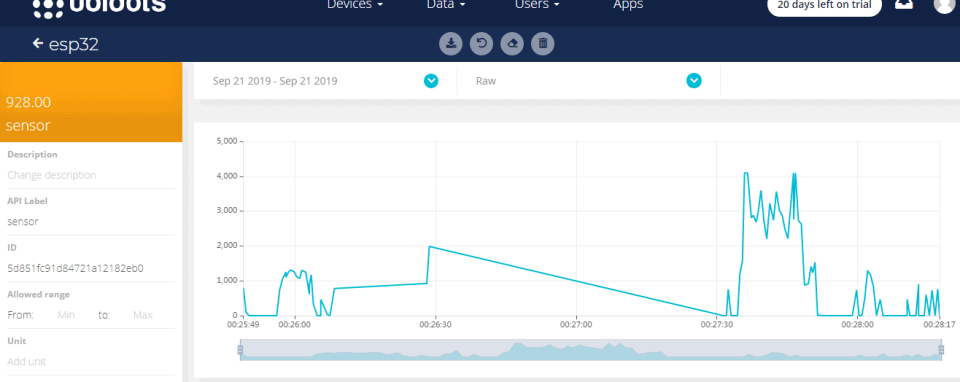 ubidots
Devices Data Users Apps 20 days left on trial
esp32
928.00
sensor
Description
Change description
API Label
sensor
ID
5d851fc91d84721a12182eb0
Allowed range
From: Min to: Max
Unit
Add unit
Sep 21 2019 - Sep 21 2019 Raw
5,000
4,000
3,000
2,000
1,000
0
00:25:49 00:26:00 00:26:30 00:27:00 00:27:30 00:28:00 00:28:17